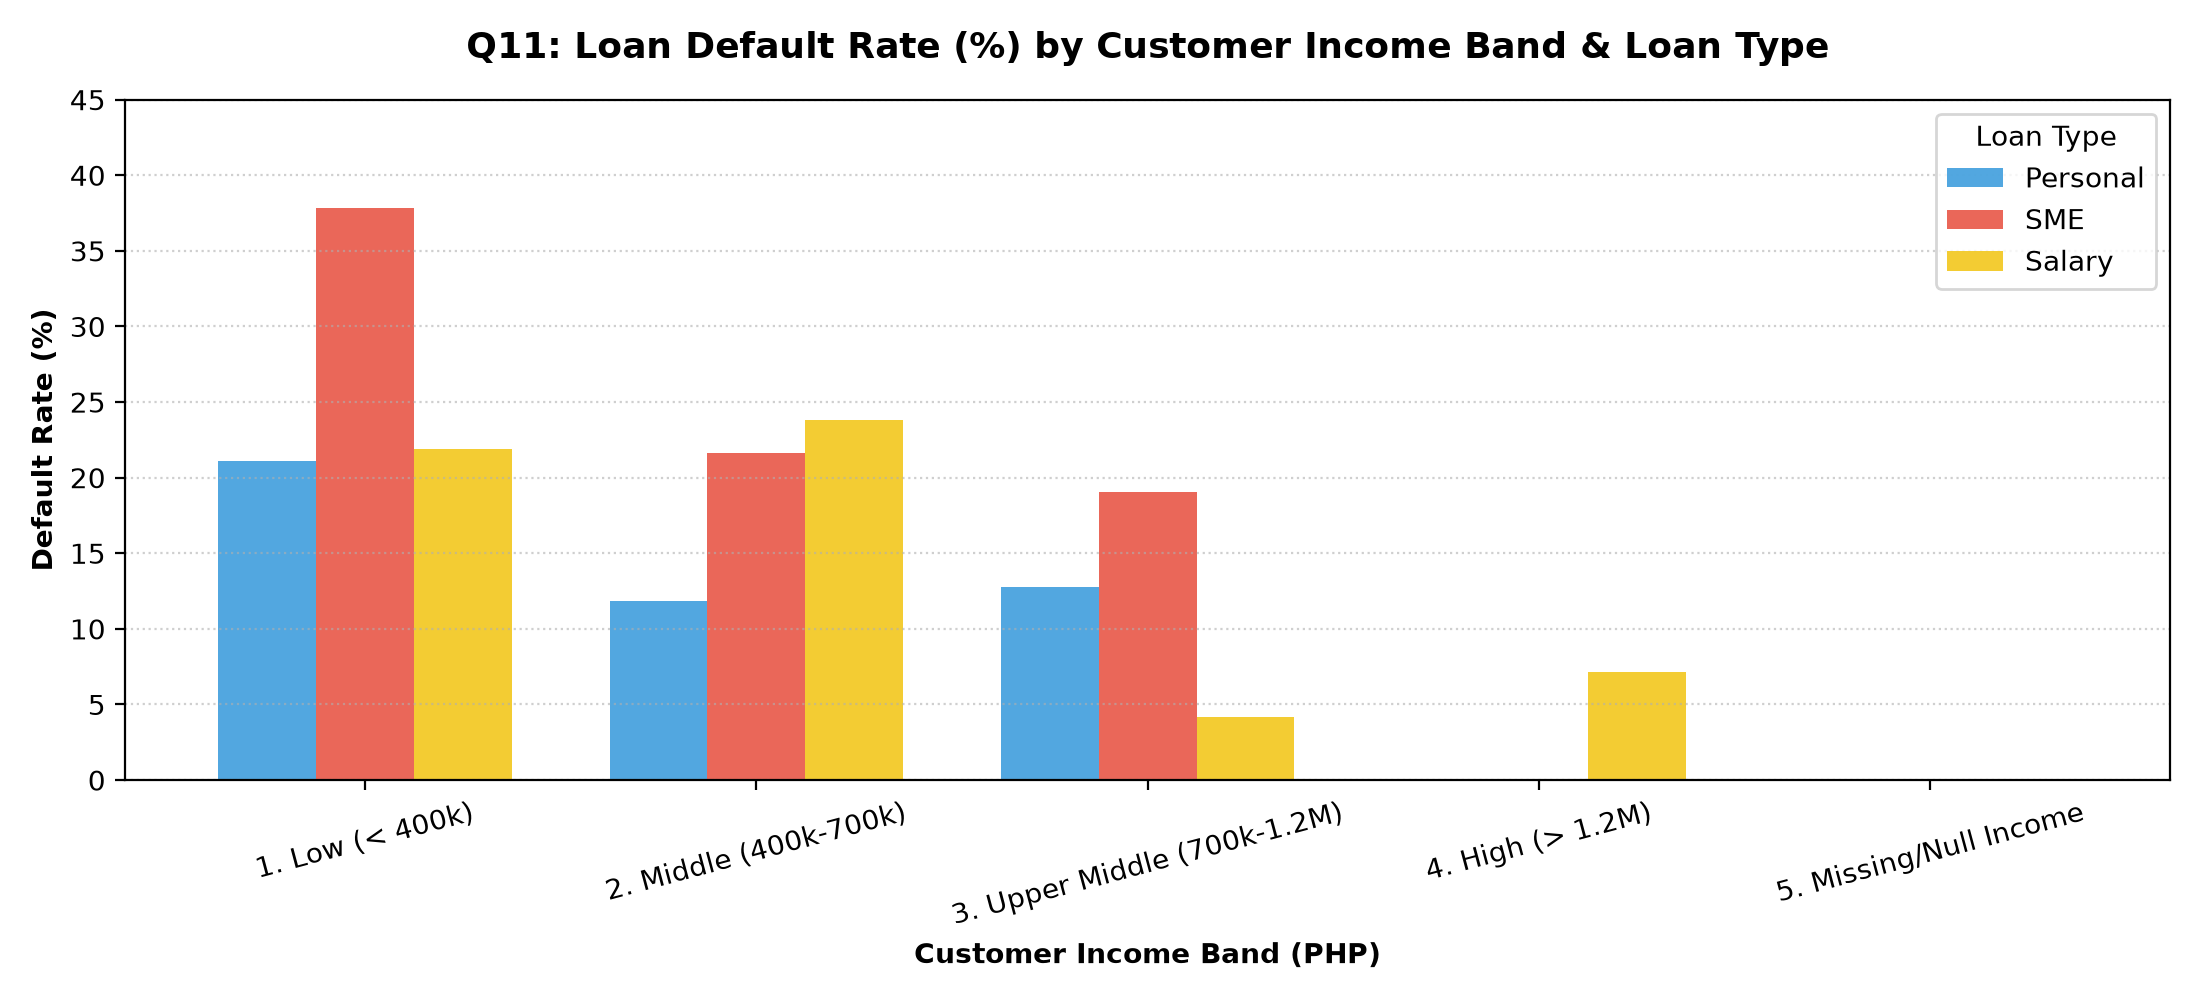 Q11: Loan Default Rate (%) by Customer Income Band & Loan Type
Default Rate (%)
45
40
35
30
25
20
15
10
5
0
Loan Type
Personal
SME
Salary
1. Low (< 400k)
2. Middle (400k-700k)
3. Upper Middle (700k-1.2M)
4. High (> 1.2M)
5. Missing/Null Income
Customer Income Band (PHP)